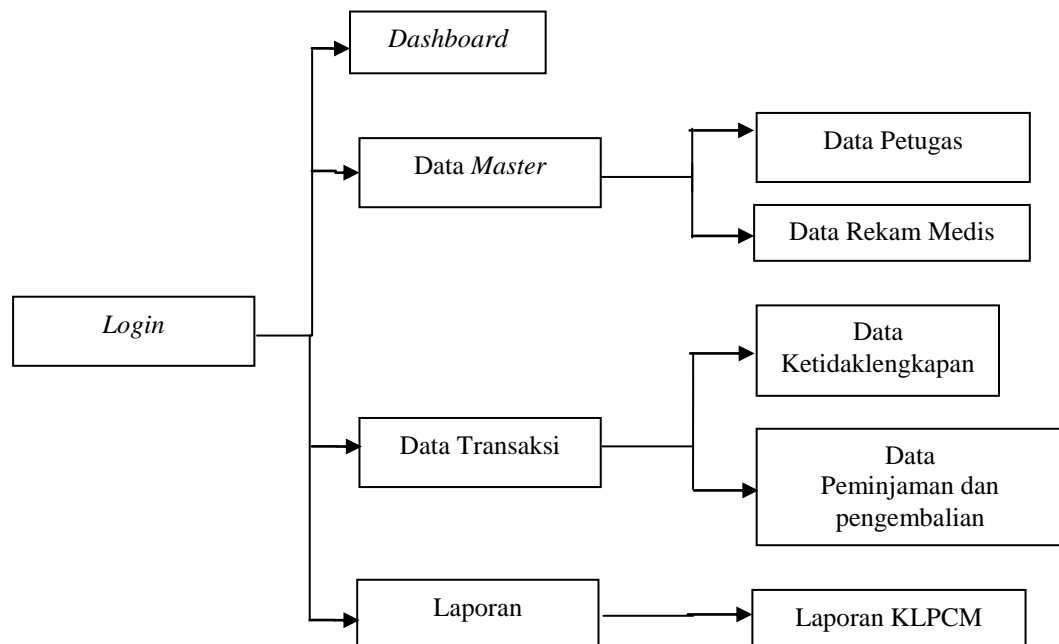 Dashboard
Data Master
Data Petugas
Data Rekam Medis
Login
Data Transaksi
Data
Ketidaklengkapan
Data
Peminjaman dan
pengembalian
Laporan
Laporan KLPCM